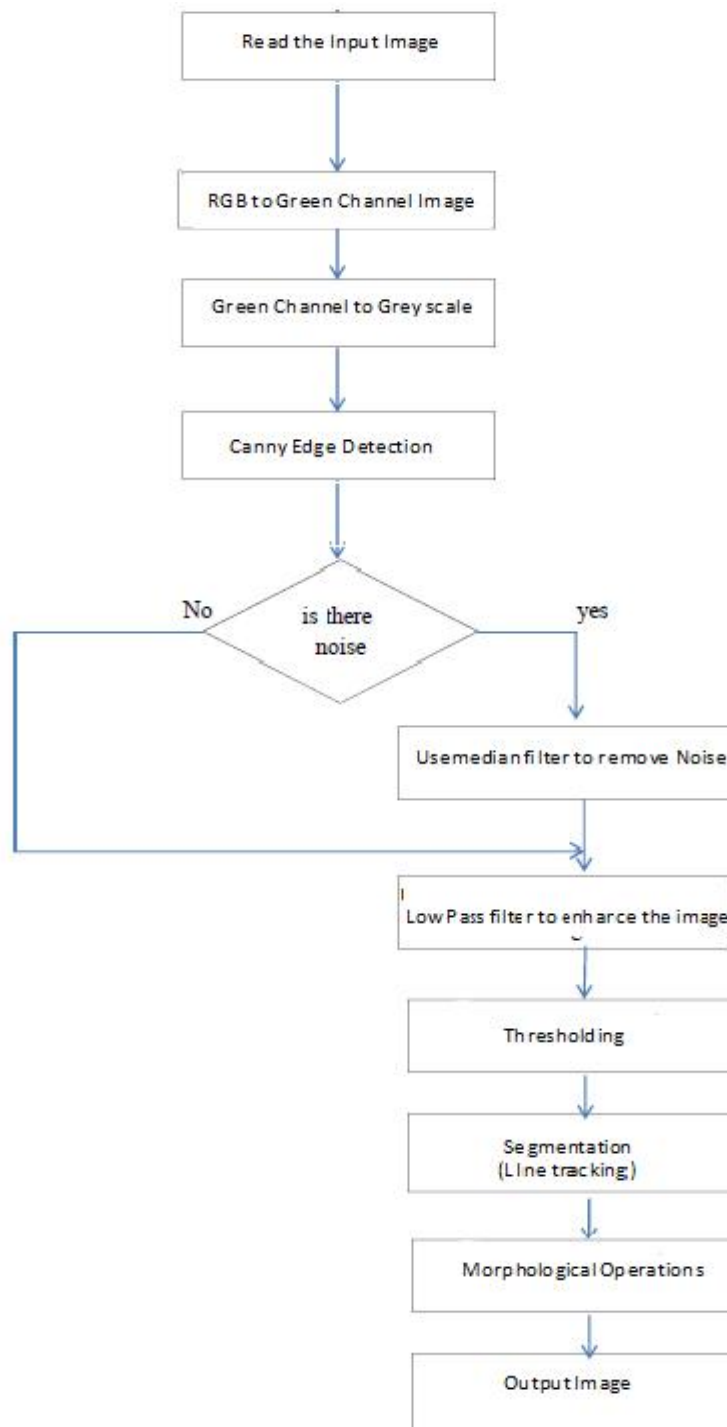 Read the Input Image
RGB to Green Channel Image
Green Channel to Grey scale
Canny Edge Detection
No
is there
noise
yes
Usemedian filter to remove Noise
Low Pass filter to enharce the image
Thresholding
Segmentation
(LIne tracking)
Morphological Operations
Output Image